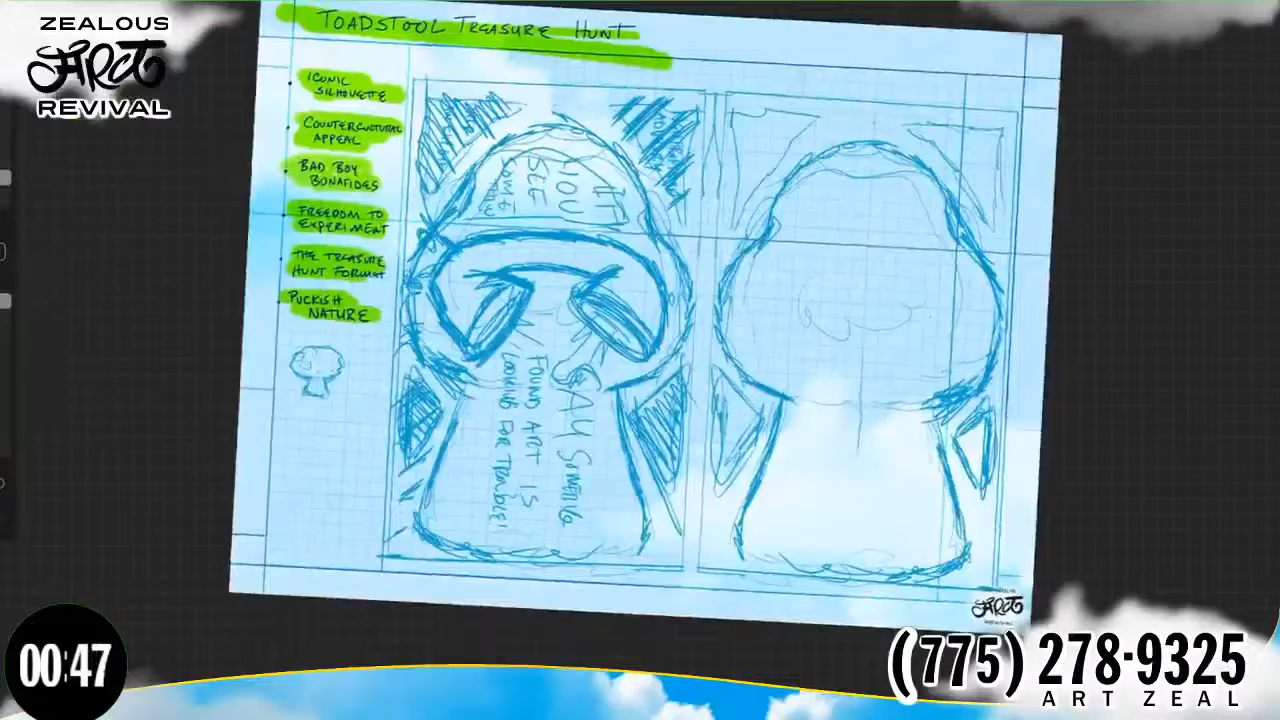 ZEALOUS
ART
REVIVAL
TOADSTOOL TREASURE HUNT
ICONIC
SILHOUETTE
COUNTERCULTURAL
APPEAL
BAD BOY
BONAFIDES
FREEDOM TO
EXPERIMENT
THE TREASURE
HUNT FORMAT
PUCKISH
NATURE
IF
YOU
SEE
SAY SOMETHING
FOUND ART IS
LOOKING FOR TROUBLE!
ART
REVIVAL
00:47
(775) 278-9325
ART ZEAL